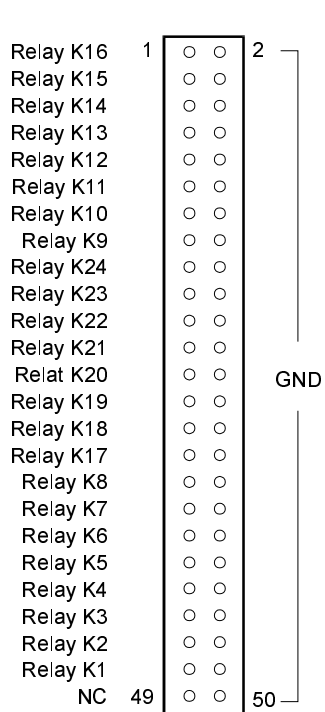 Relay K16 1 2
Relay K15
Relay K14
Relay K13
Relay K12
Relay K11
Relay K10
Relay K9
Relay K24
Relay K23
Relay K22
Relay K21
Relat K20
GND
Relay K19
Relay K18
Relay K17
Relay K8
Relay K7
Relay K6
Relay K5
Relay K4
Relay K3
Relay K2
Relay K1
NC 49 50